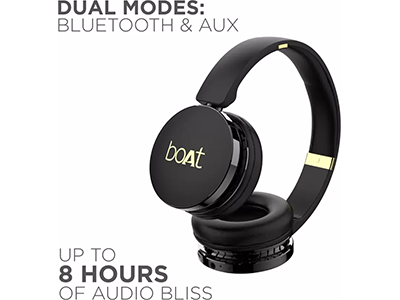 DUAL MODES:
BLUETOOTH & AUX
boAt
UP TO
8 HOURS
OF AUDIO BLISS